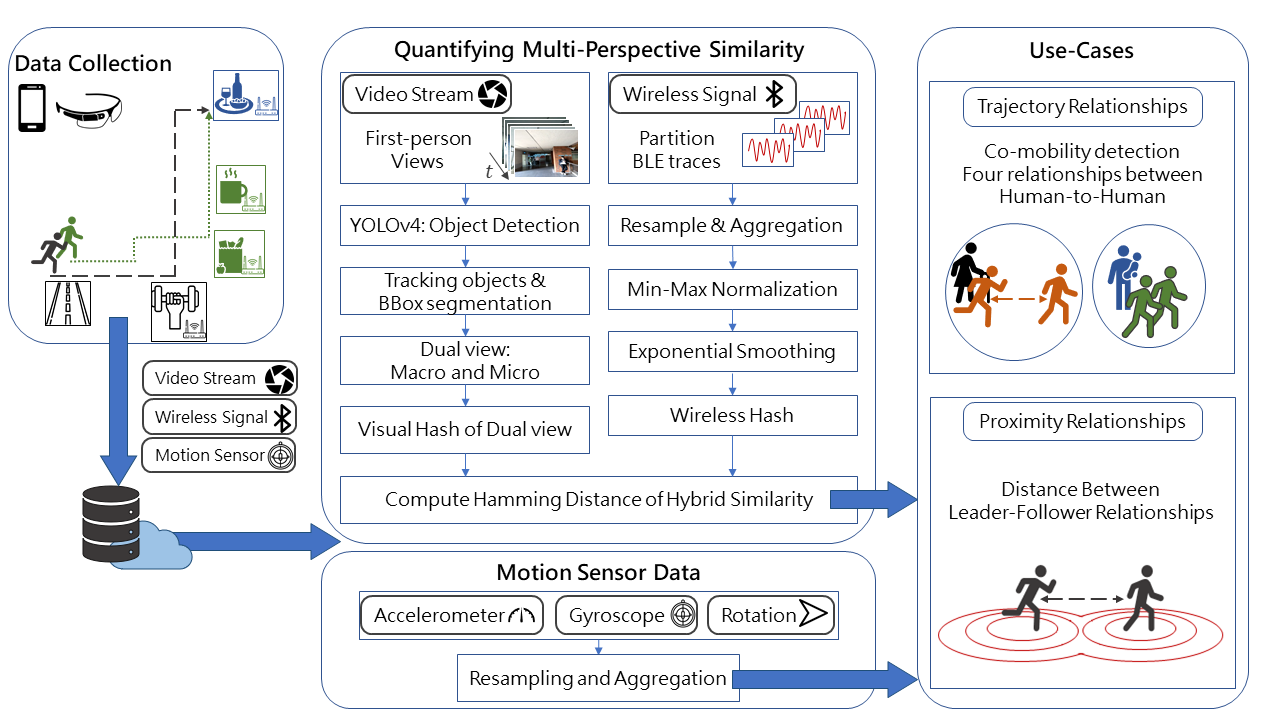 Data Collection
Video Stream
Wireless Signal
Motion Sensor
Quantifying Multi-Perspective Similarity
Video Stream
First-person
Views
t
YOLOv4: Object Detection
Tracking objects &
BBox segmentation
Dual view:
Macro and Micro
Visual Hash of Dual view
Wireless Signal
Partition
BLE traces
Resample & Aggregation
Min-Max Normalization
Exponential Smoothing
Wireless Hash
Compute Hamming Distance of Hybrid Similarity
Motion Sensor Data
Accelerometer
Gyroscope
Rotation
Resampling and Aggregation
Use-Cases
Trajectory Relationships
Co-mobility detection
Four relationships between
Human-to-Human
Proximity Relationships
Distance Between
Leader-Follower Relationships